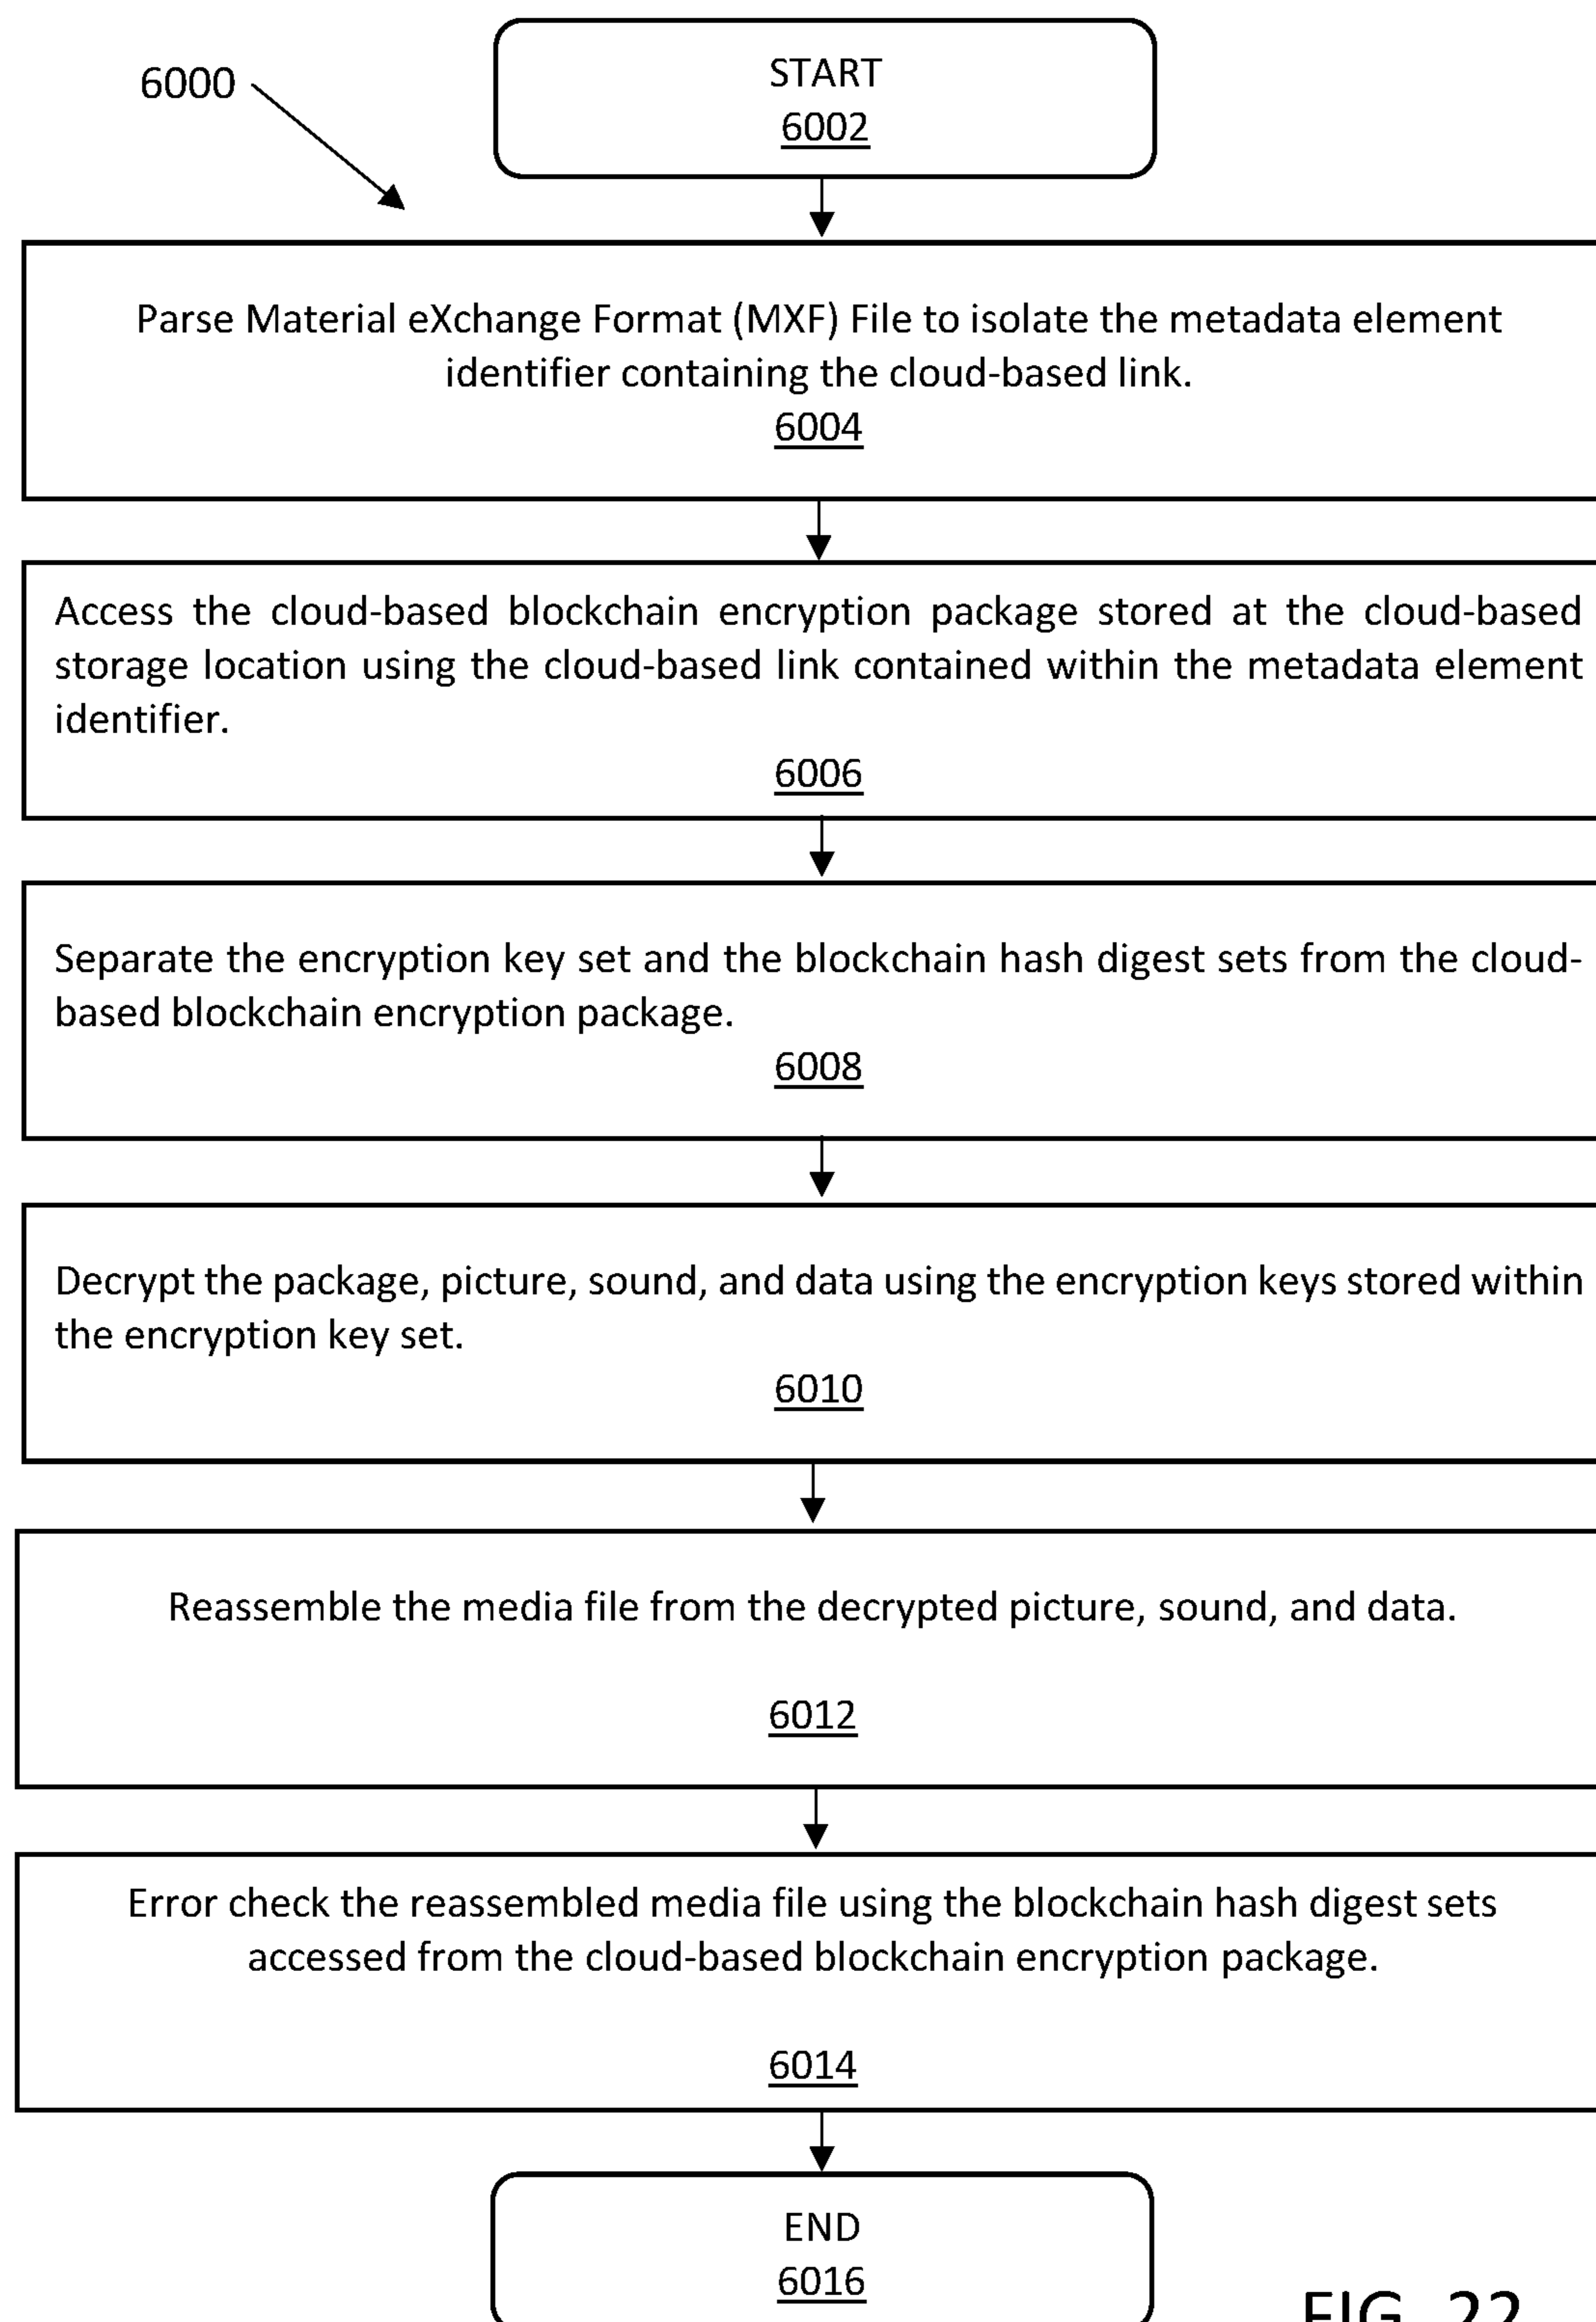 6000
START
6002
Parse Material eXchange Format (MXF) File to isolate the metadata element
identifier containing the cloud-based link.
6004
Access the cloud-based blockchain encryption package stored at the cloud-based
storage location using the cloud-based link contained within the metadata element
identifier.
6006
Separate the encryption key set and the blockchain hash digest sets from the cloud-
based blockchain encryption package.
6008
Decrypt the package, picture, sound, and data using the encryption keys stored within
the encryption key set.
6010
Reassemble the media file from the decrypted picture, sound, and data.
6012
Error check the reassembled media file using the blockchain hash digest sets
accessed from the cloud-based blockchain encryption package.
6014
END
6016
FIG. 22